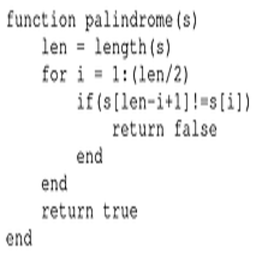 function palindrome(s)
    len = length(s)
    for i = 1:(len/2)
        if(s[len-i+1]!=s[i])
            return false
        end
    end
    return true
end